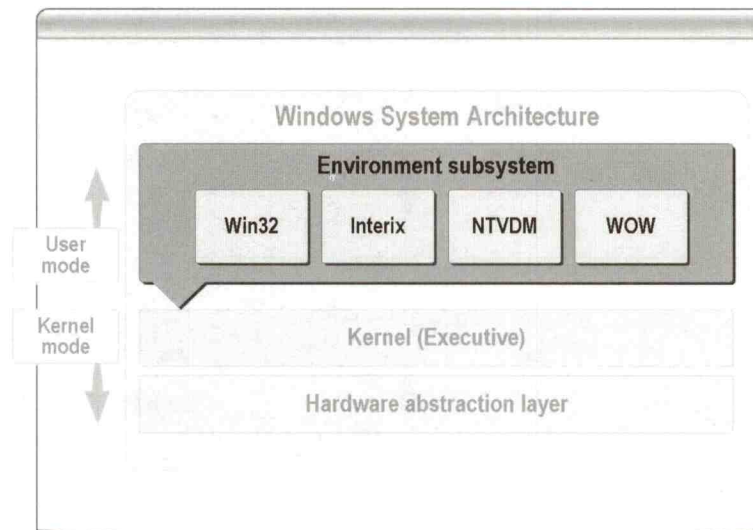 Windows System Architecture
Environment subsystem
Win32
Interix
NTVDM
WOW
User
mode
Kernel
mode
Kernel (Executive)
Hardware abstraction layer